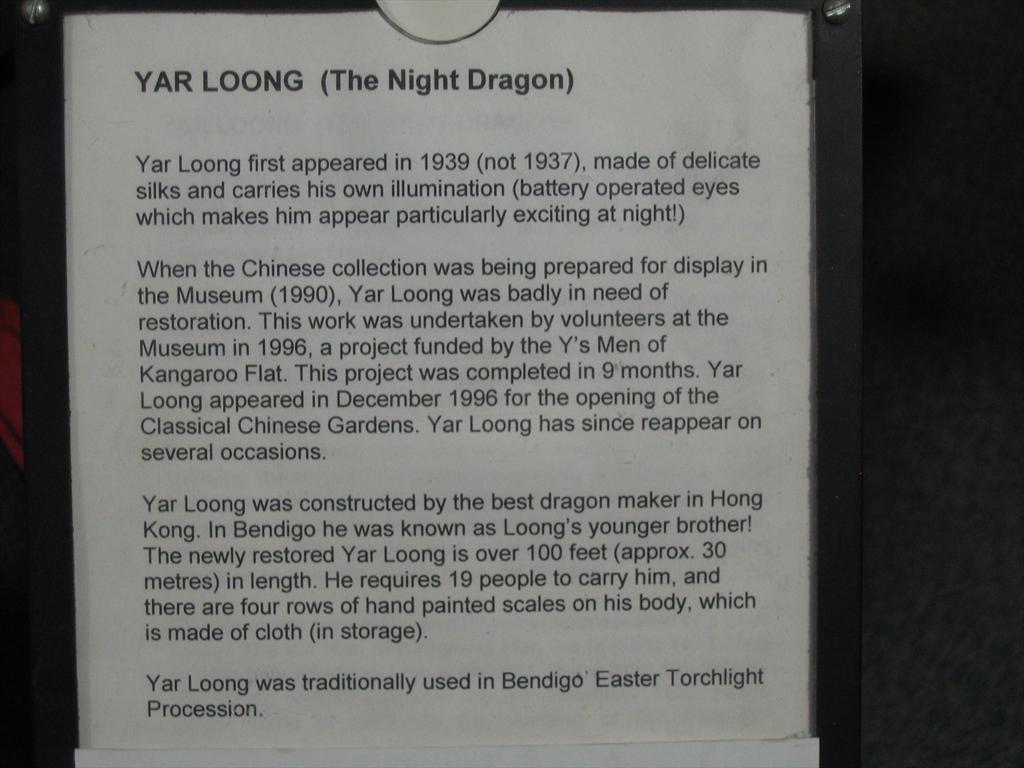 YAR LOONG (The Night Dragon)
Yar Loong first appeared in 1939 (not 1937), made of delicate
silks and carries his own illumination (battery operated eyes
which makes him appear particularly exciting at night!)
When the Chinese collection was being prepared for display in
the Museum (1990), Yar Loong was badly in need of
restoration. This work was undertaken by volunteers at the
Museum in 1996, a project funded by the Y's Men of
Kangaroo Flat. This project was completed in 9 months. Yar
Loong appeared in December 1996 for the opening of the
Classical Chinese Gardens. Yar Loong has since reappear on
several occasions.
Yar Loong was constructed by the best dragon maker in Hong
Kong. In Bendigo he was known as Loong's younger brother!
The newly restored Yar Loong is over 100 feet (approx. 30
metres) in length. He requires 19 people to carry him, and
there are four rows of hand painted scales on his body, which
is made of cloth (in storage).
Yar Loong was traditionally used in Bendigo' Easter Torchlight
Procession.